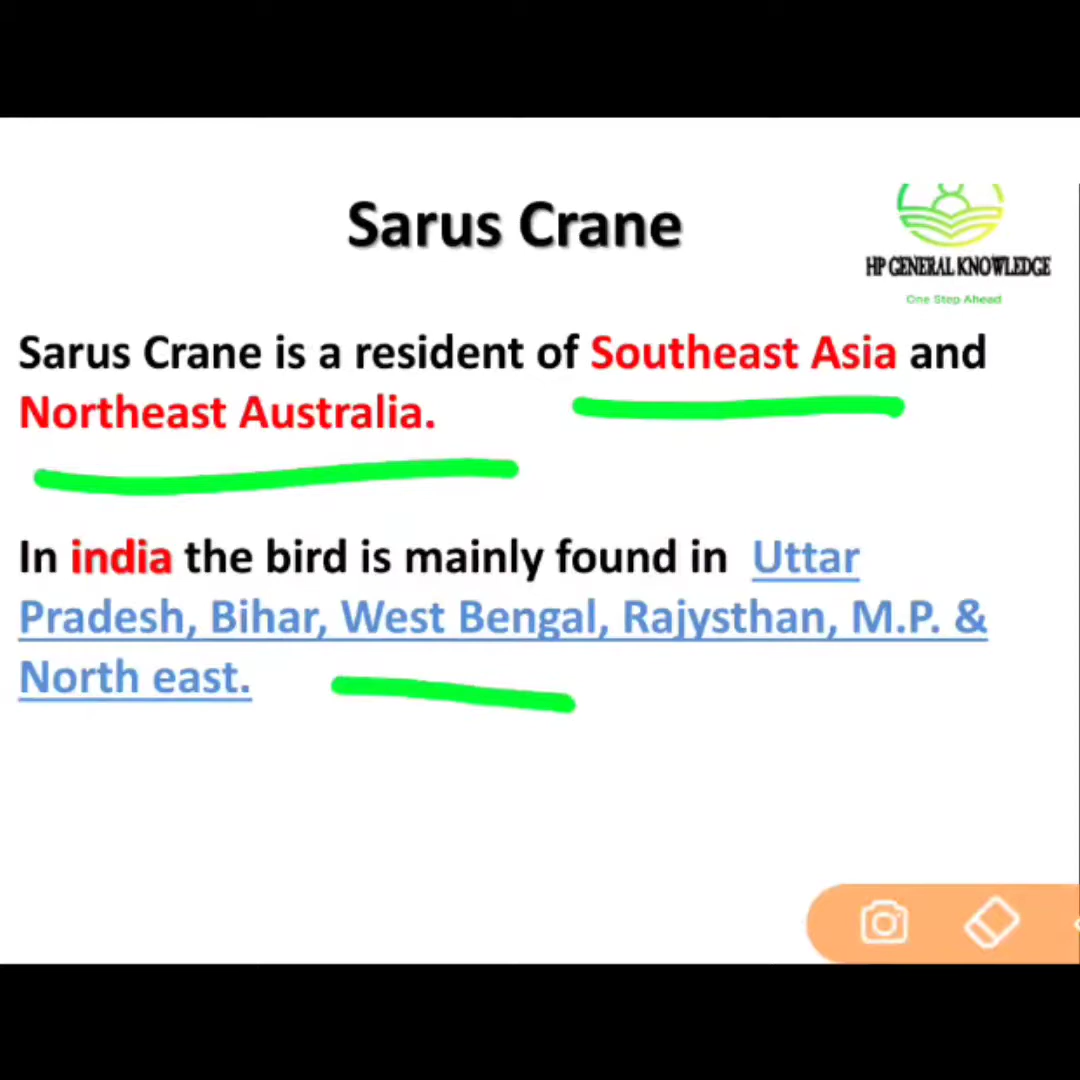 Sarus Crane
HP GENERAL KNOWLEDGE
One Step Ahead
Sarus Crane is a resident of Southeast Asia and
Northeast Australia.
In india the bird is mainly found in Uttar
Pradesh, Bihar, West Bengal, Rajysthan, M.P. &
North east.